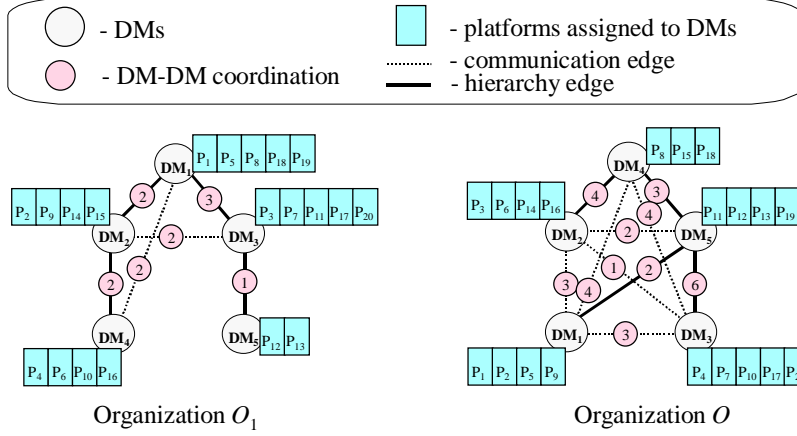 - DMs
- platforms assigned to DMs
- DM-DM coordination
- communication edge
- hierarchy edge
DM1
P1 P5 P8 P18 P19
2
3
P2 P9 P14 P15
P3 P7 P11 P17 P20
DM2
2
DM3
2
2
1
DM4
DM5
P12 P13
P4 P6 P10 P16
Organization O1
DM4
P8 P15 P18
4
3
P3 P6 P14 P16
4
P11 P12 P13 P19
DM2
2
DM5
1
2
3
4
6
DM1
3
DM3
P1 P2 P5 P9
P4 P7 P10 P17
Organization O